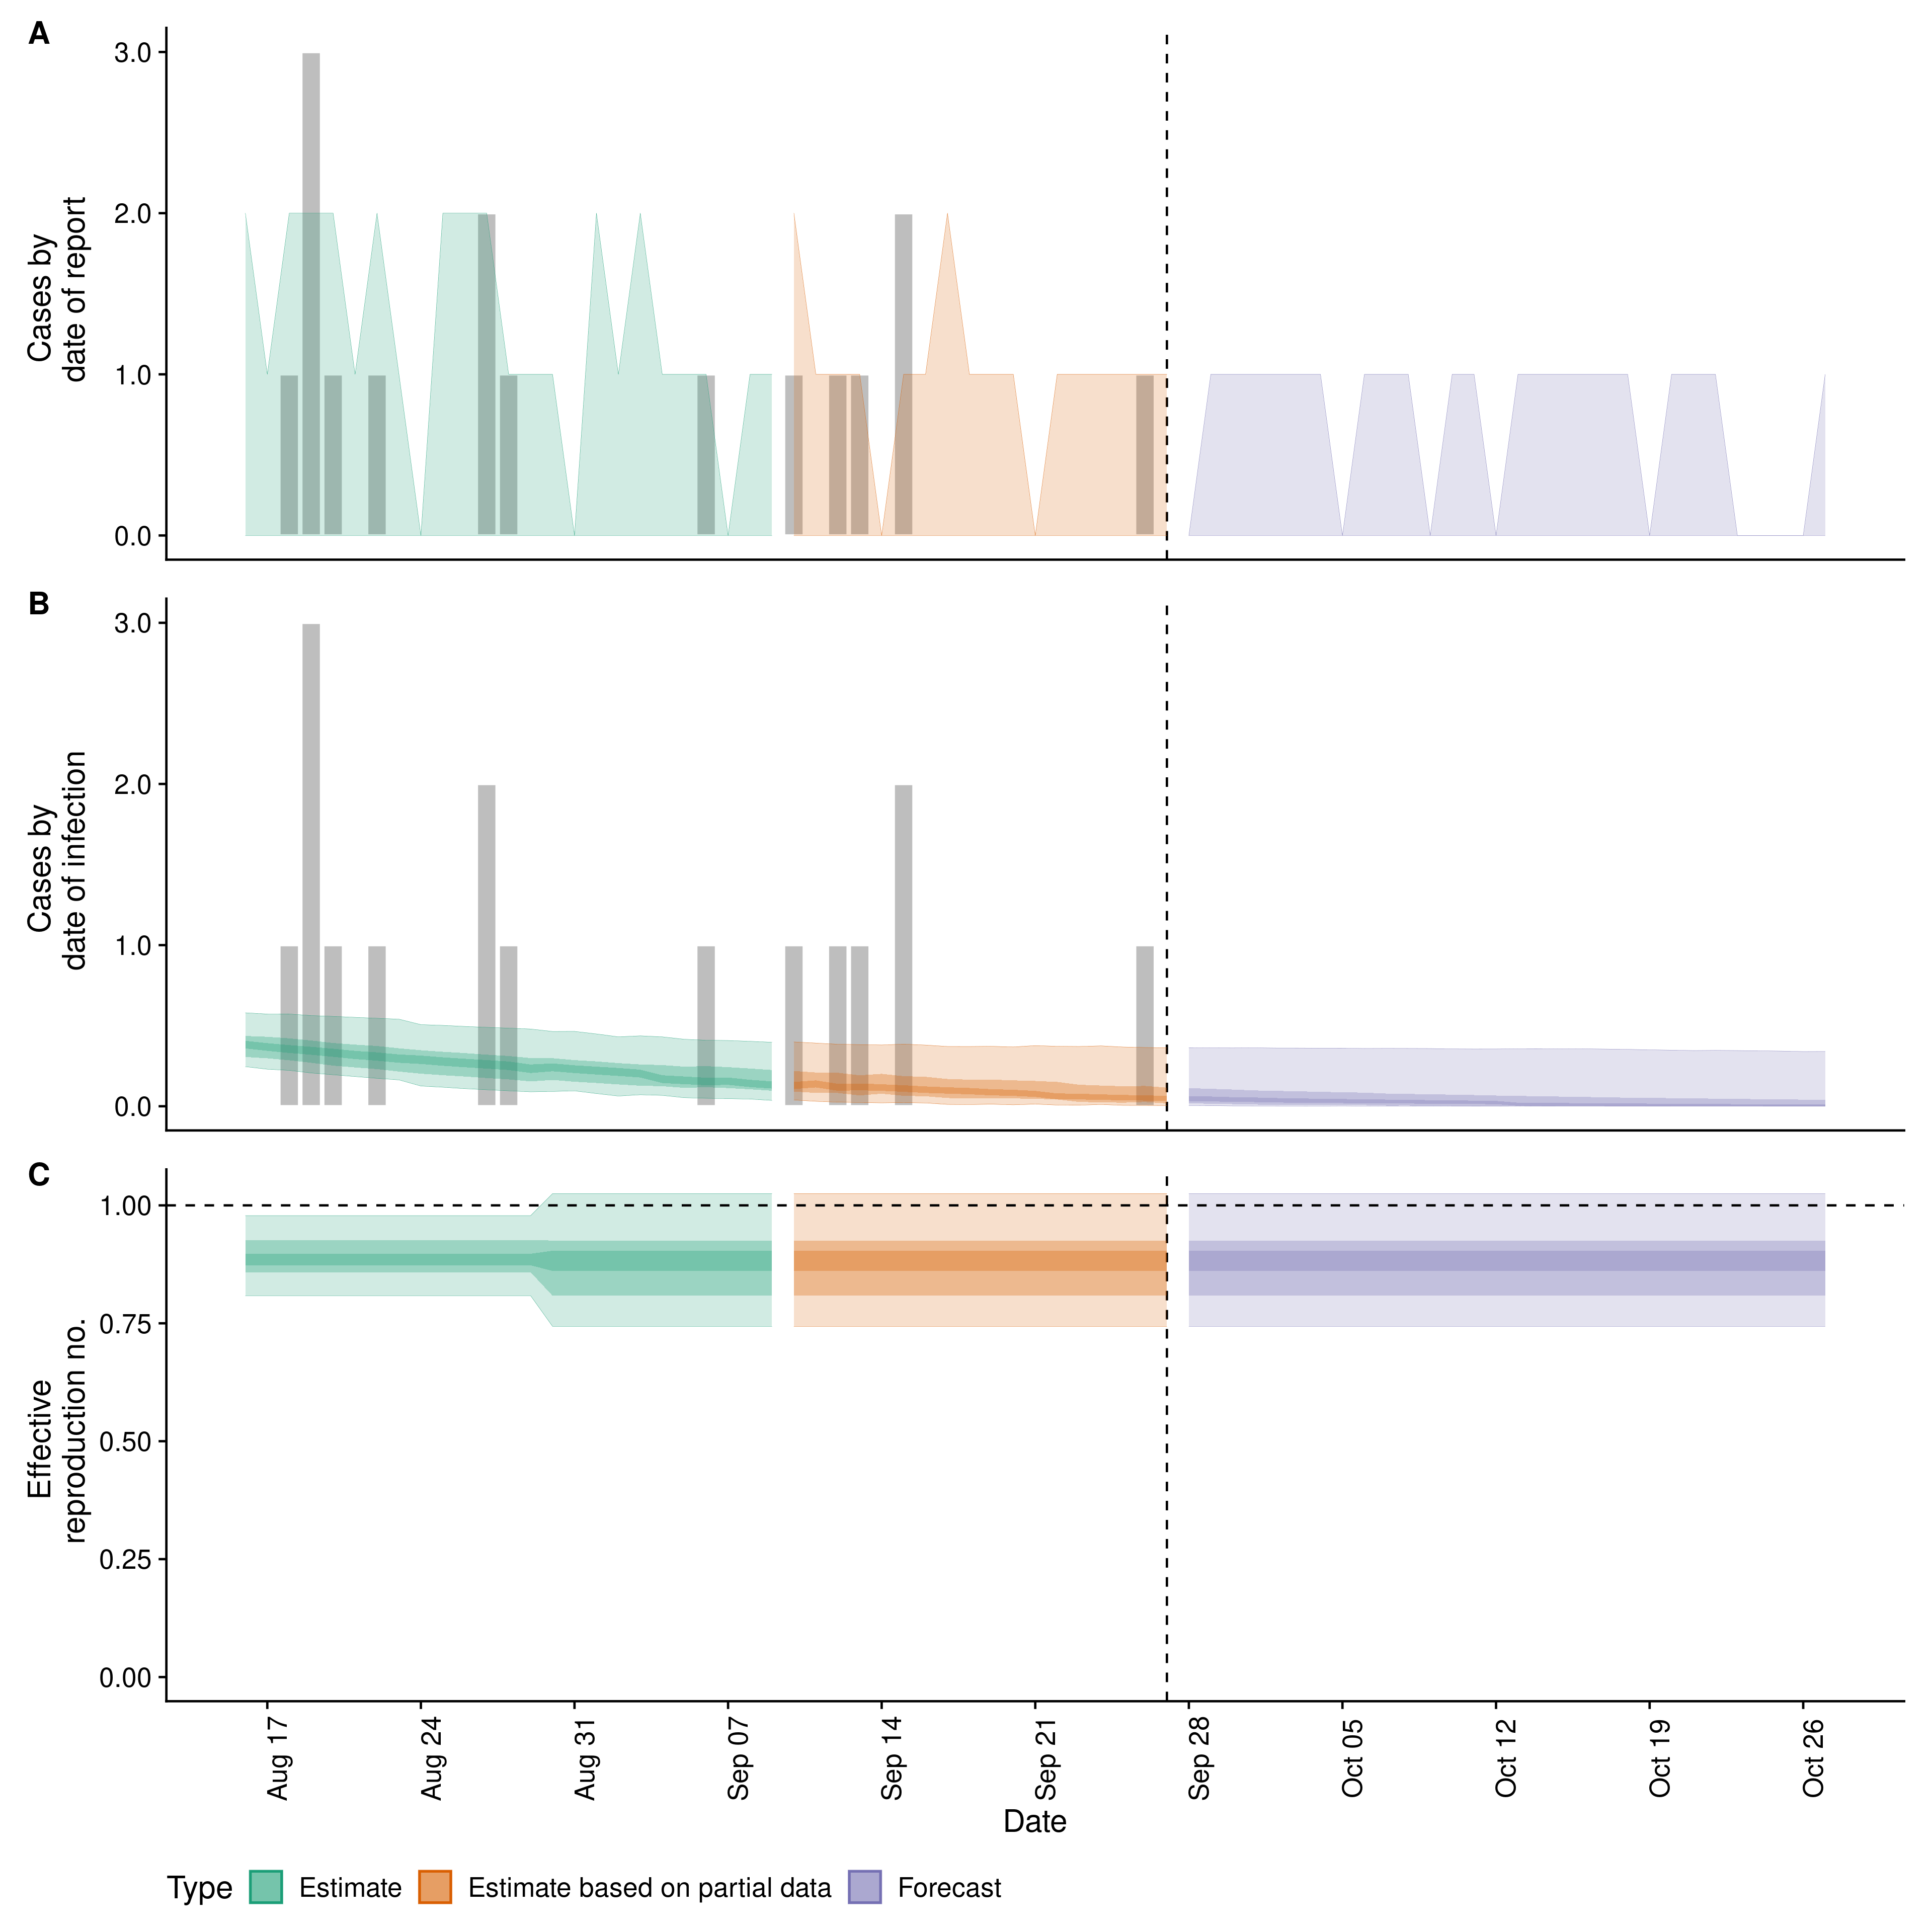 A
3.0
2.0
1.0
0.0
Cases by
date of report
B
3.0
2.0
1.0
0.0
Cases by
date of infection
C
1.00
0.75
0.50
0.25
0.00
Effective
reproduction no.
Aug 17
Aug 24
Aug 31
Sep 07
Sep 14
Sep 21
Sep 28
Oct 05
Oct 12
Oct 19
Oct 26
Date
Type Estimate Estimate based on partial data Forecast